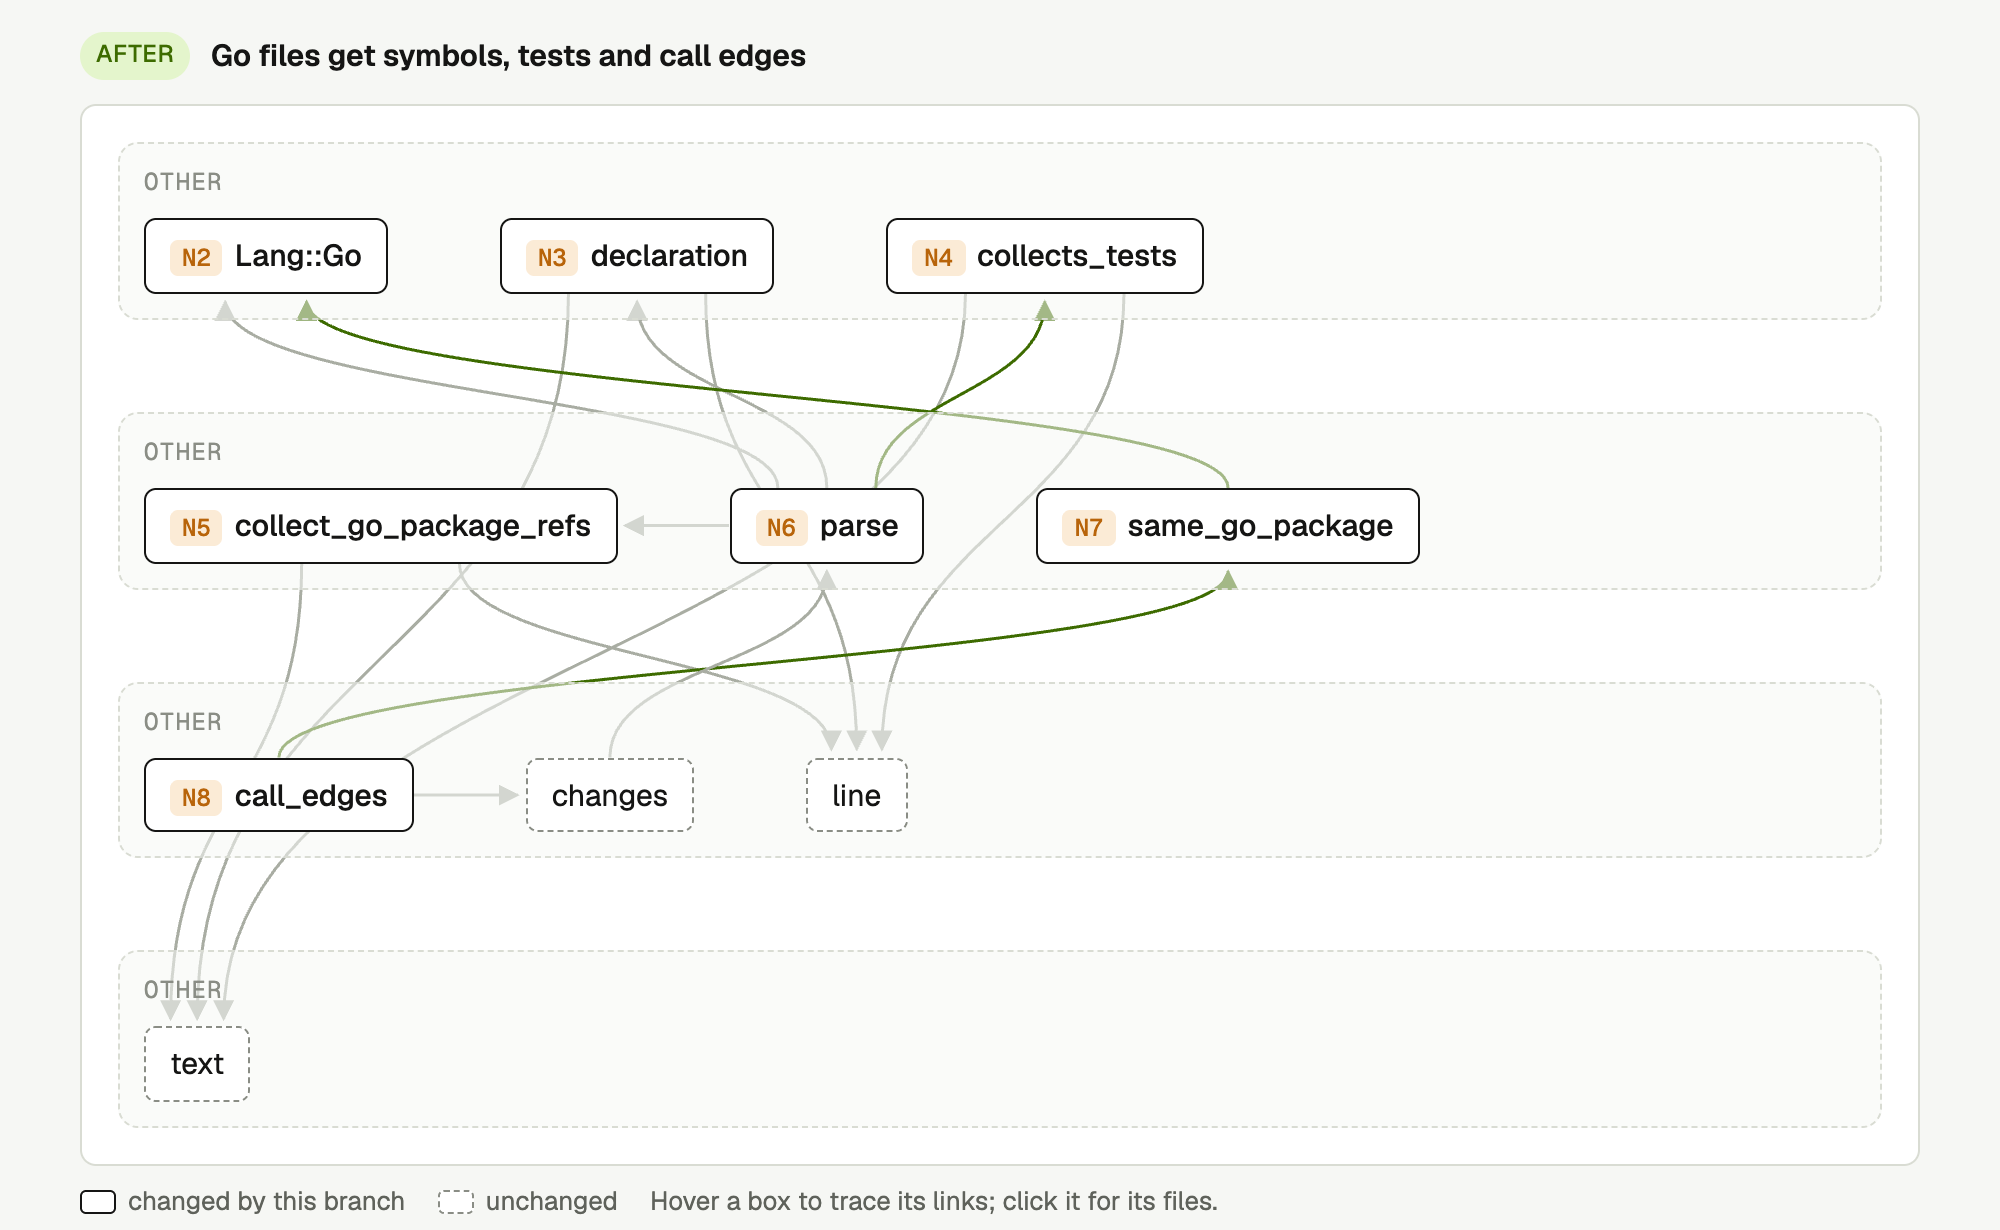 AFTER Go files get symbols, tests and call edges
OTHER
N2 Lang::Go
N3 declaration
N4 collects_tests
OTHER
N5 collect_go_package_refs
N6 parse
N7 same_go_package
OTHER
N8 call_edges
changes
line
OTHER
text
changed by this branch
unchanged
Hover a box to trace its links; click it for its files.